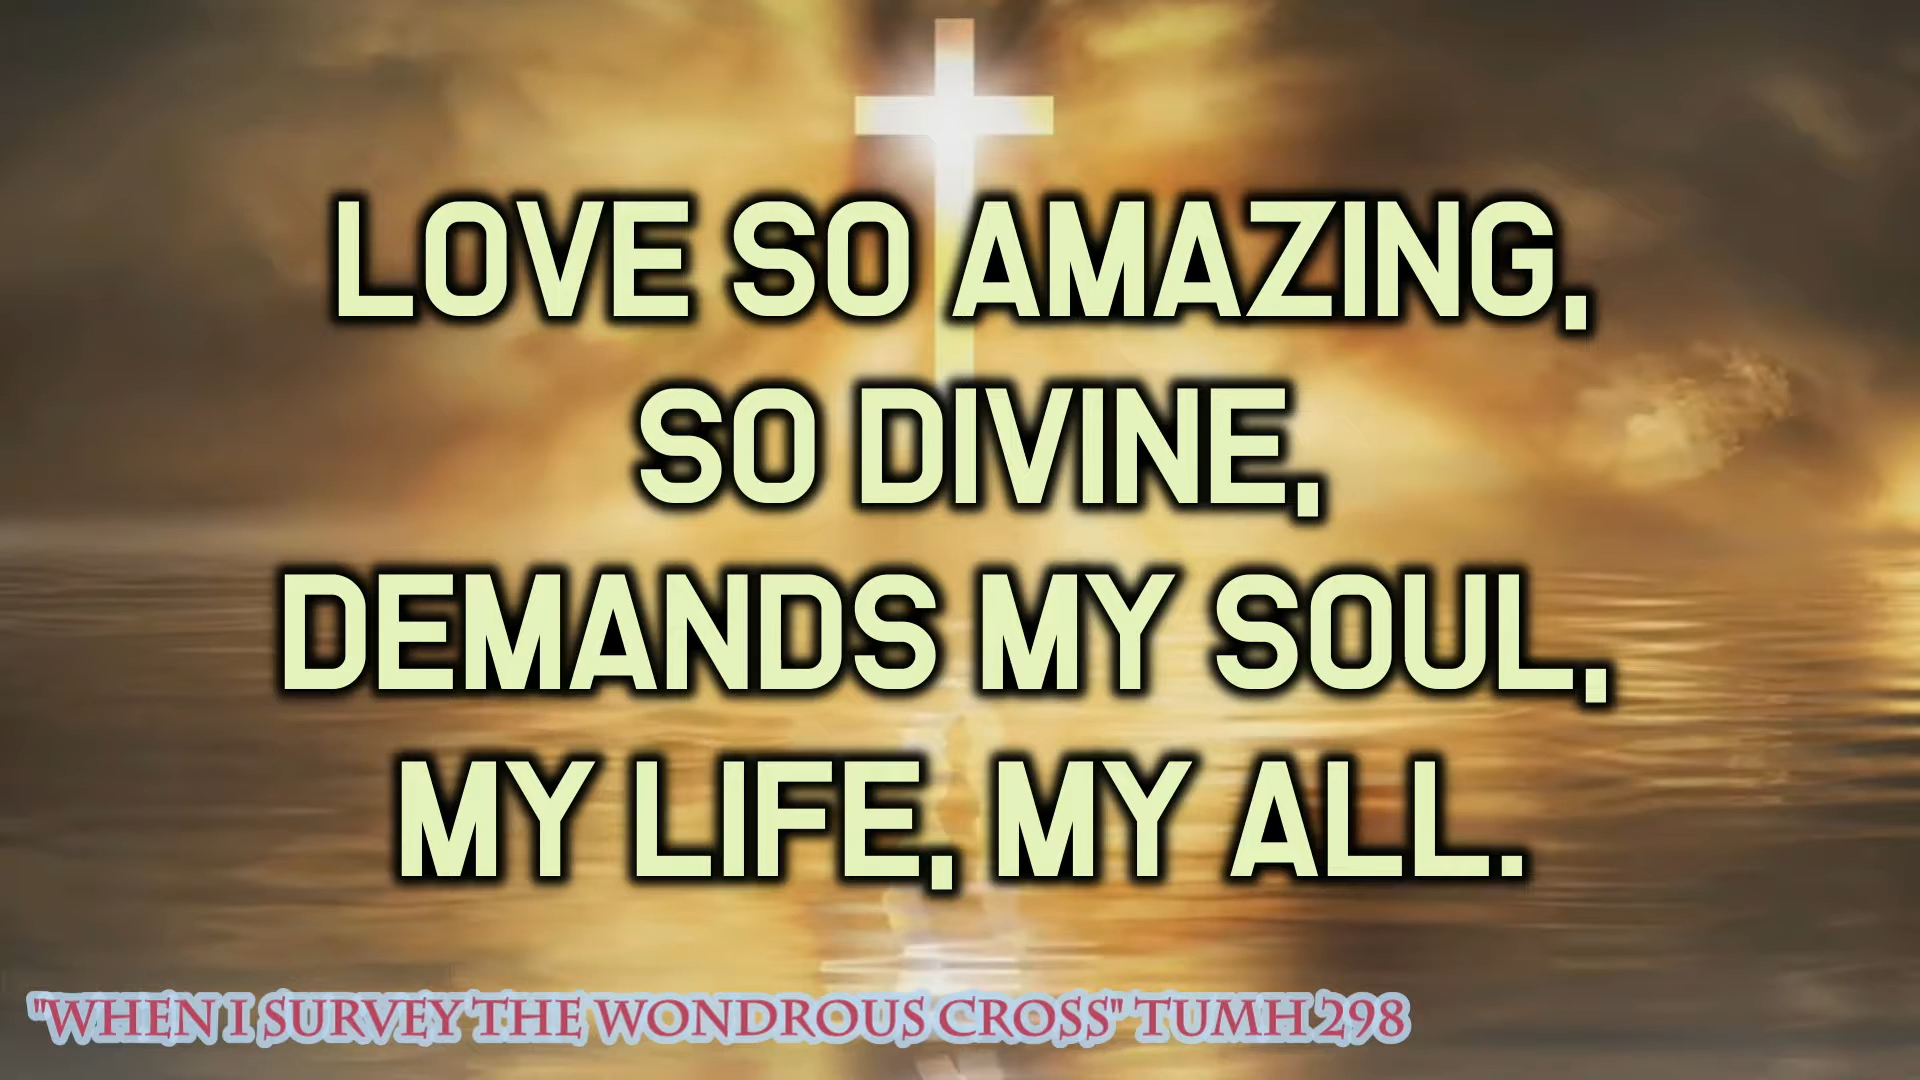 LOVE SO AMAZING,
SO DIVINE,
DEMANDS MY SOUL,
MY LIFE, MY ALL.
"WHEN I SURVEY THE WONDROUS CROSS" TUMH 298